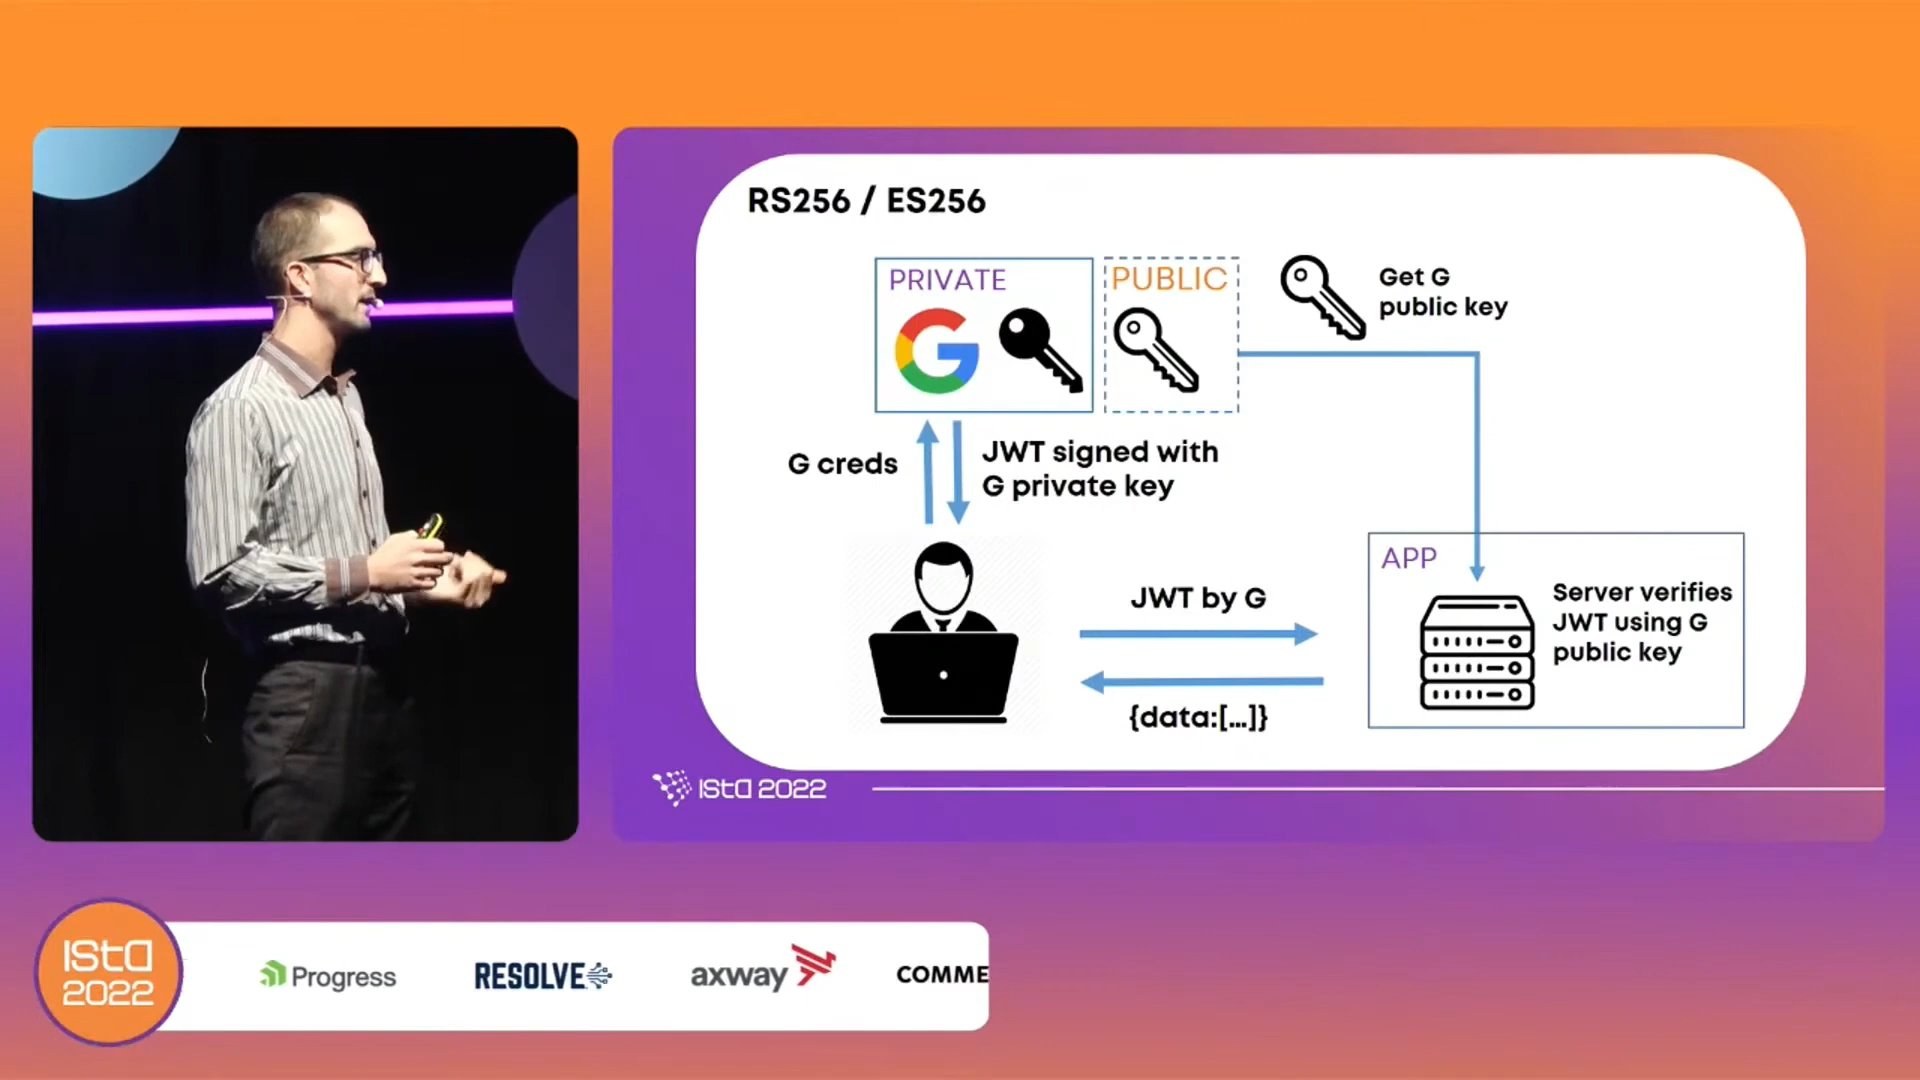 RS256 / ES256
PRIVATE
PUBLIC
Get G
public key
G creds
JWT signed with
G private key
JWT by G
{data:[...]}
APP
Server verifies
JWT using G
public key
ISTA 2022
ISTA
2022
Progress
RESOLVE
axway
COMME